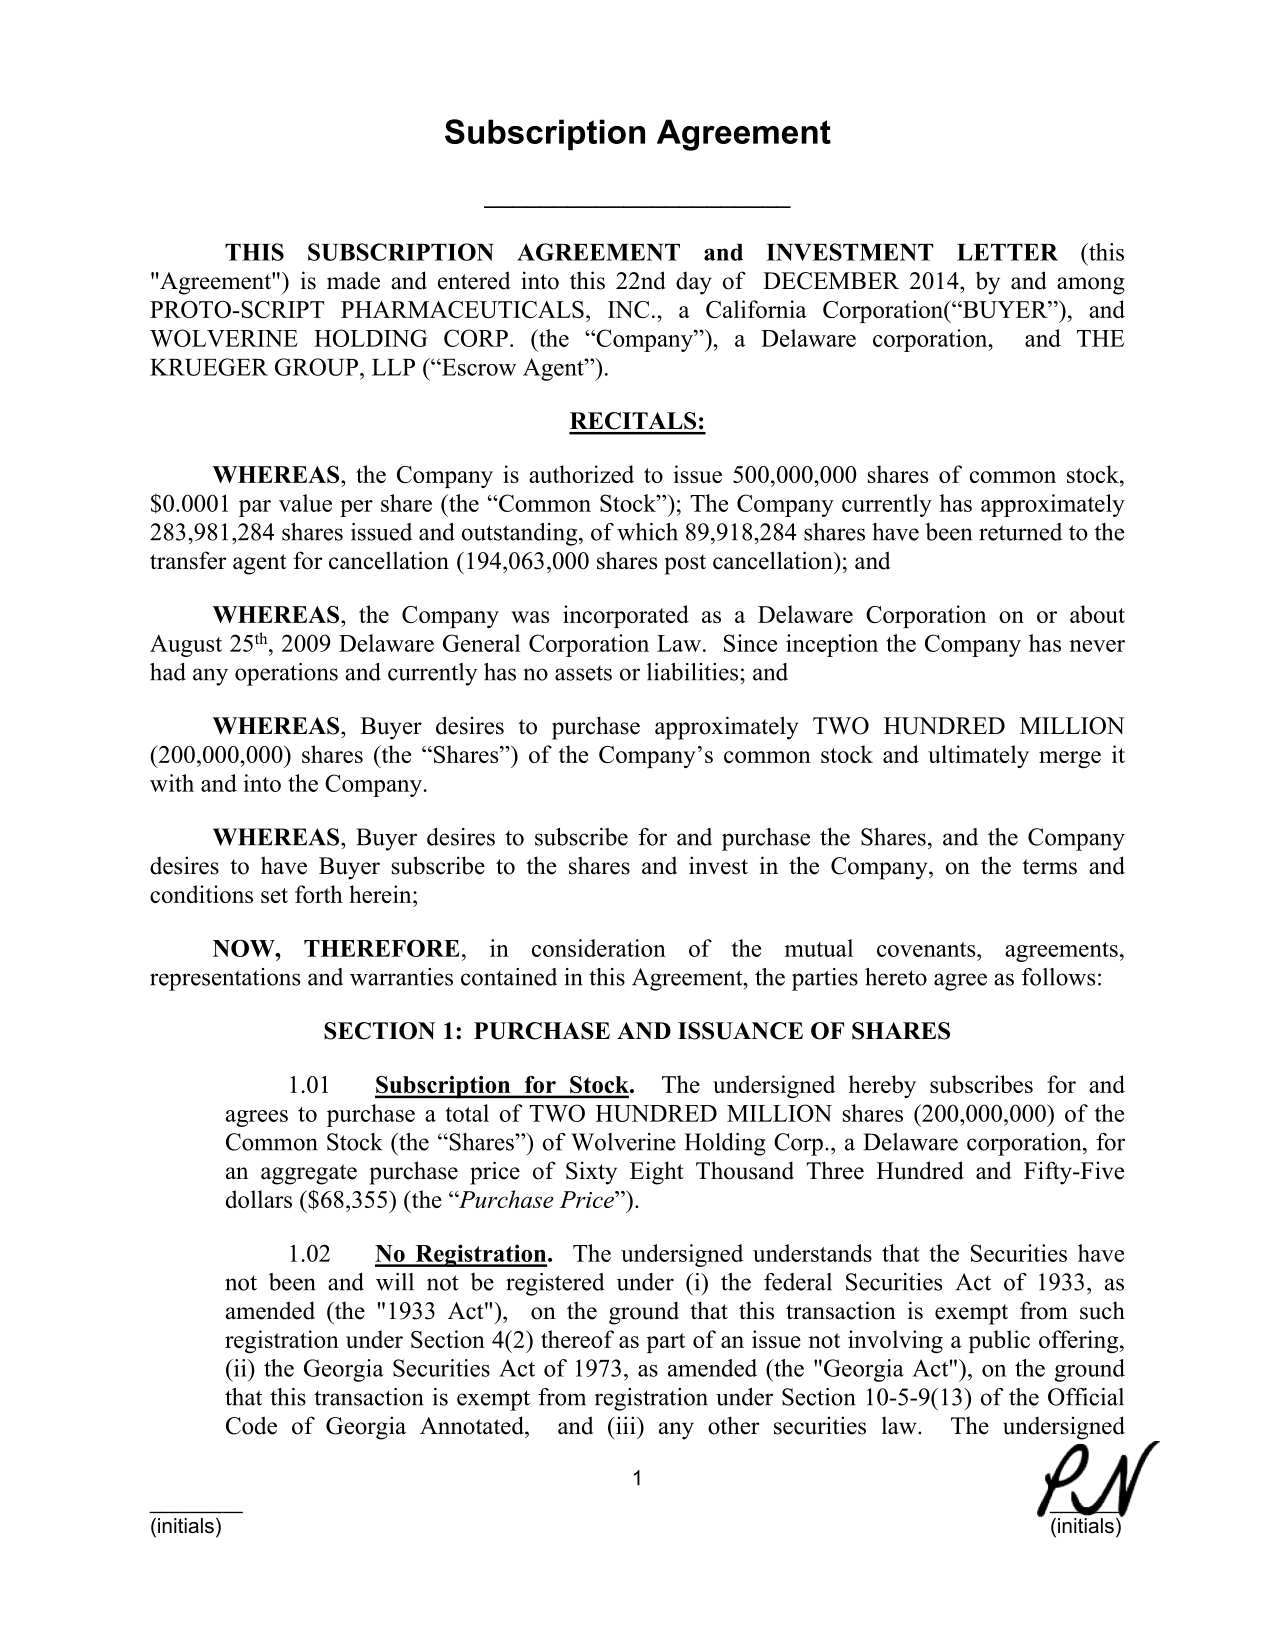 Subscription Agreement
THIS SUBSCRIPTION AGREEMENT and INVESTMENT LETTER (this
"Agreement") is made and entered into this 22nd day of DECEMBER 2014, by and among
PROTO-SCRIPT PHARMACEUTICALS, INC., a California Corporation(“BUYER”), and
WOLVERINE HOLDING CORP. (the “Company”), a Delaware corporation, and THE
KRUEGER GROUP, LLP (“Escrow Agent”).
RECITALS:
WHEREAS, the Company is authorized to issue 500,000,000 shares of common stock,
$0.0001 par value per share (the “Common Stock”); The Company currently has approximately
283,981,284 shares issued and outstanding, of which 89,918,284 shares have been returned to the
transfer agent for cancellation (194,063,000 shares post cancellation); and
WHEREAS, the Company was incorporated as a Delaware Corporation on or about
August 25th, 2009 Delaware General Corporation Law. Since inception the Company has never
had any operations and currently has no assets or liabilities; and
WHEREAS, Buyer desires to purchase approximately TWO HUNDRED MILLION
(200,000,000) shares (the “Shares”) of the Company’s common stock and ultimately merge it
with and into the Company.
WHEREAS, Buyer desires to subscribe for and purchase the Shares, and the Company
desires to have Buyer subscribe to the shares and invest in the Company, on the terms and
conditions set forth herein;
NOW, THEREFORE, in consideration of the mutual covenants, agreements,
representations and warranties contained in this Agreement, the parties hereto agree as follows:
SECTION 1: PURCHASE AND ISSUANCE OF SHARES
1.01 Subscription for Stock. The undersigned hereby subscribes for and
agrees to purchase a total of TWO HUNDRED MILLION shares (200,000,000) of the
Common Stock (the “Shares”) of Wolverine Holding Corp., a Delaware corporation, for
an aggregate purchase price of Sixty Eight Thousand Three Hundred and Fifty-Five
dollars ($68,355) (the “Purchase Price”).
1.02 No Registration. The undersigned understands that the Securities have
not been and will not be registered under (i) the federal Securities Act of 1933, as
amended (the "1933 Act"), on the ground that this transaction is exempt from such
registration under Section 4(2) thereof as part of an issue not involving a public offering,
(ii) the Georgia Securities Act of 1973, as amended (the "Georgia Act"), on the ground
that this transaction is exempt from registration under Section 10-5-9(13) of the Official
Code of Georgia Annotated, and (iii) any other securities law. The undersigned
1
PN
(initials) (initials)